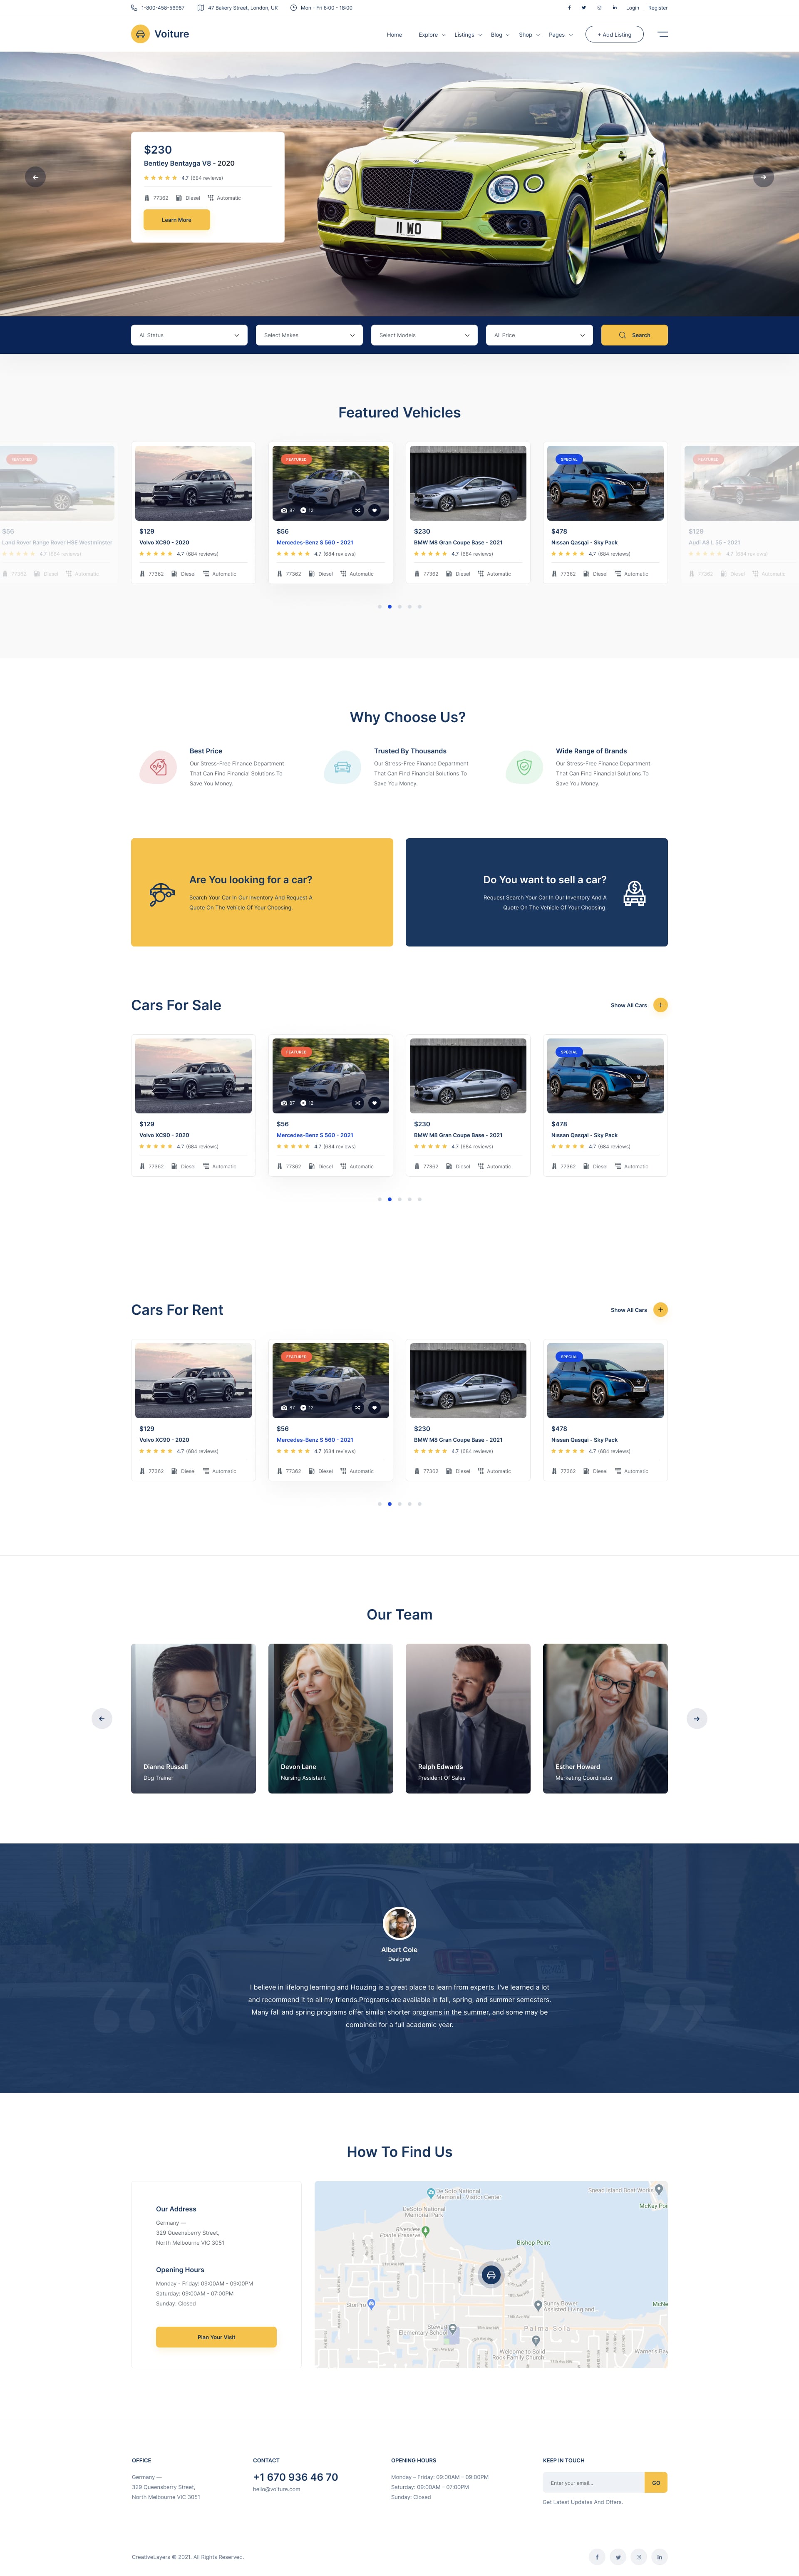 1-800-458-56987 47 Bakery Street, London, UK Mon - Fri 8:00 - 18:00 Login Register
Voiture
Home Explore Listings Blog Shop Pages + Add Listing
$230
Bentley Bentayga V8 - 2020
4.7 (684 reviews)
77362 Diesel Automatic
Learn More
11 WO
All Status Select Makes Select Models All Price Search
Featured Vehicles
FEATURED FEATURED SPECIAL FEATURED
87 12
$56 $129 $56 $230 $478 $129
Land Rover Range Rover HSE Westminster Volvo XC90 - 2020 Mercedes-Benz S 560 - 2021 BMW M8 Gran Coupe Base - 2021 Nissan Qasqai - Sky Pack Audi A8 L 55 - 2021
4.7 (684 reviews) 4.7 (684 reviews) 4.7 (684 reviews) 4.7 (684 reviews) 4.7 (684 reviews) 4.7 (684 reviews)
77362 Diesel Automatic 77362 Diesel Automatic 77362 Diesel Automatic 77362 Diesel Automatic 77362 Diesel Automatic 77362 Diesel Automatic
Why Choose Us?
Best Price
Our Stress-Free Finance Department
That Can Find Financial Solutions To
Save You Money.
Trusted By Thousands
Our Stress-Free Finance Department
That Can Find Financial Solutions To
Save You Money.
Wide Range of Brands
Our Stress-Free Finance Department
That Can Find Financial Solutions To
Save You Money.
Are You looking for a car?
Search Your Car In Our Inventory And Request A
Quote On The Vehicle Of Your Choosing.
Do You want to sell a car?
Request Search Your Car In Our Inventory And A
Quote On The Vehicle Of Your Choosing.
Cars For Sale
Show All Cars
FEATURED SPECIAL
87 12
$129 $56 $230 $478
Volvo XC90 - 2020 Mercedes-Benz S 560 - 2021 BMW M8 Gran Coupe Base - 2021 Nissan Qasqai - Sky Pack
4.7 (684 reviews) 4.7 (684 reviews) 4.7 (684 reviews) 4.7 (684 reviews)
77362 Diesel Automatic 77362 Diesel Automatic 77362 Diesel Automatic 77362 Diesel Automatic
Cars For Rent
Show All Cars
FEATURED SPECIAL
87 12
$129 $56 $230 $478
Volvo XC90 - 2020 Mercedes-Benz S 560 - 2021 BMW M8 Gran Coupe Base - 2021 Nissan Qasqai - Sky Pack
4.7 (684 reviews) 4.7 (684 reviews) 4.7 (684 reviews) 4.7 (684 reviews)
77362 Diesel Automatic 77362 Diesel Automatic 77362 Diesel Automatic 77362 Diesel Automatic
Our Team
Dianne Russell
Dog Trainer
Devon Lane
Nursing Assistant
Ralph Edwards
President Of Sales
Esther Howard
Marketing Coordinator
Albert Cole
Designer
I believe in lifelong learning and Houzing is a great place to learn from experts. I've learned a lot
and recommend it to all my friends.Programs are available in fall, spring, and summer semesters.
Many fall and spring programs offer similar shorter programs in the summer, and some may be
combined for a full academic year.
How To Find Us
Our Address
Germany —
329 Queensberry Street,
North Melbourne VIC 3051
Opening Hours
Monday - Friday: 09:00AM - 09:00PM
Saturday: 09:00AM - 07:00PM
Sunday: Closed
Plan Your Visit
De Soto National
Memorial - Visitor Center
Snead Island Boat Works
McKay Poi
DeSoto National
Memorial Park
Riverview
Pointe Preserve
Bishop Point
StorPro
Stewart
Elementary School
Sunny Bower
Assisted Living and
McNe
Palma Sola
Welcome to Solid
Rock Family Church!
Warner's Bay
OFFICE
Germany —
329 Queensberry Street,
North Melbourne VIC 3051
CONTACT
+1 670 936 46 70
hello@voiture.com
OPENING HOURS
Monday – Friday: 09:00AM – 09:00PM
Saturday: 09:00AM – 07:00PM
Sunday: Closed
KEEP IN TOUCH
Enter your email... GO
Get Latest Updates And Offers.
CreativeLayers © 2021. All Rights Reserved.